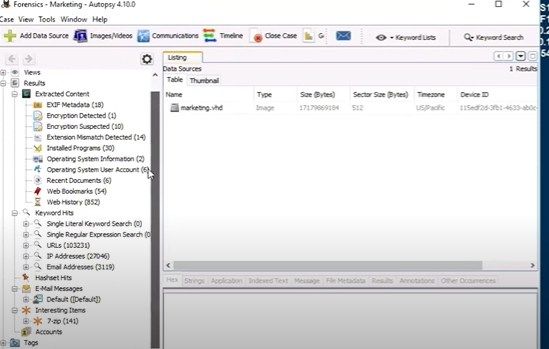 Forensics - Marketing - Autopsy 4.10.0
Case View Tools Window Help
Add Data Source Images/Videos Communications Timeline Close Case G Keyword Lists Keyword Search
Listing
Data Sources
1 Results
Table Thumbnail
Name Type Size (Bytes) Sector Size (Bytes) Timezone Device ID
marketing.vhd Image 17179869184 512 US/Pacific
Views
Results
Extracted Content
EXIF Metadata (18)
Encryption Detected (1)
Encryption Suspected (10)
Extension Mismatch Detected (14)
Installed Programs (30)
Operating System Information (2)
Operating System User Account (6)
Recent Documents (6)
Web Bookmarks (54)
Web History (852)
Keyword Hits
Single Literal Keyword Search (0)
Single Regular Expression Search (0
URLs (103231)
IP Addresses (27046)
Email Addresses (3119)
Hashset Hits
E-Mail Messages
Default ([Default])
Interesting Items
7-zip (141)
Accounts
Tags
Hex Strings Application Indexed Text Message File Metadata Results Annotations Other Occurrences